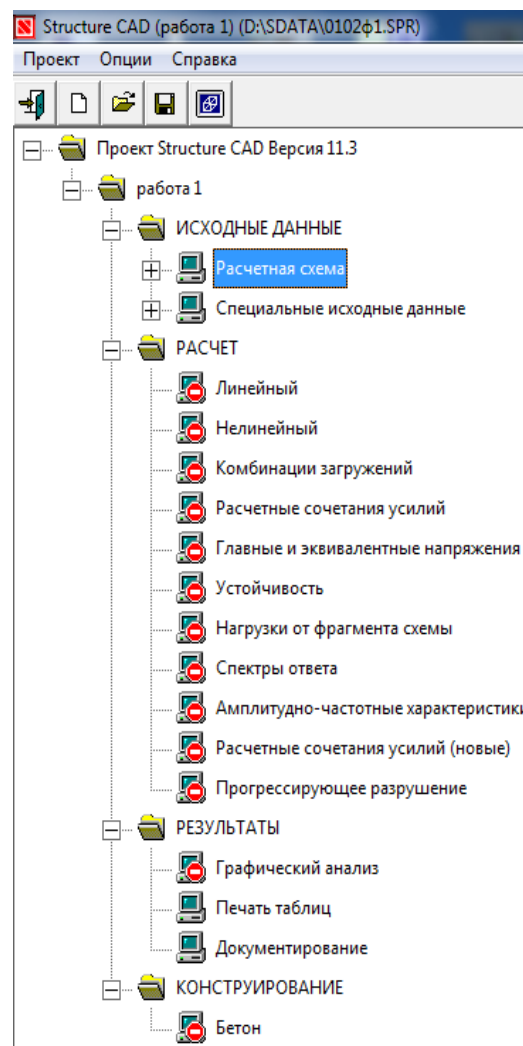 Structure CAD (работа 1) (D:\SDATA\0102ф1.SPR)
Проект Опции Справка
Проект Structure CAD Версия 11.3
работа 1
ИСХОДНЫЕ ДАННЫЕ
Расчетная схема
Специальные исходные данные
РАСЧЕТ
Линейный
Нелинейный
Комбинации загружений
Расчетные сочетания усилий
Главные и эквивалентные напряжения
Устойчивость
Нагрузки от фрагмента схемы
Спектры ответа
Амплитудно-частотные характеристики
Расчетные сочетания усилий (новые)
Прогрессирующее разрушение
РЕЗУЛЬТАТЫ
Графический анализ
Печать таблиц
Документирование
КОНСТРУИРОВАНИЕ
Бетон